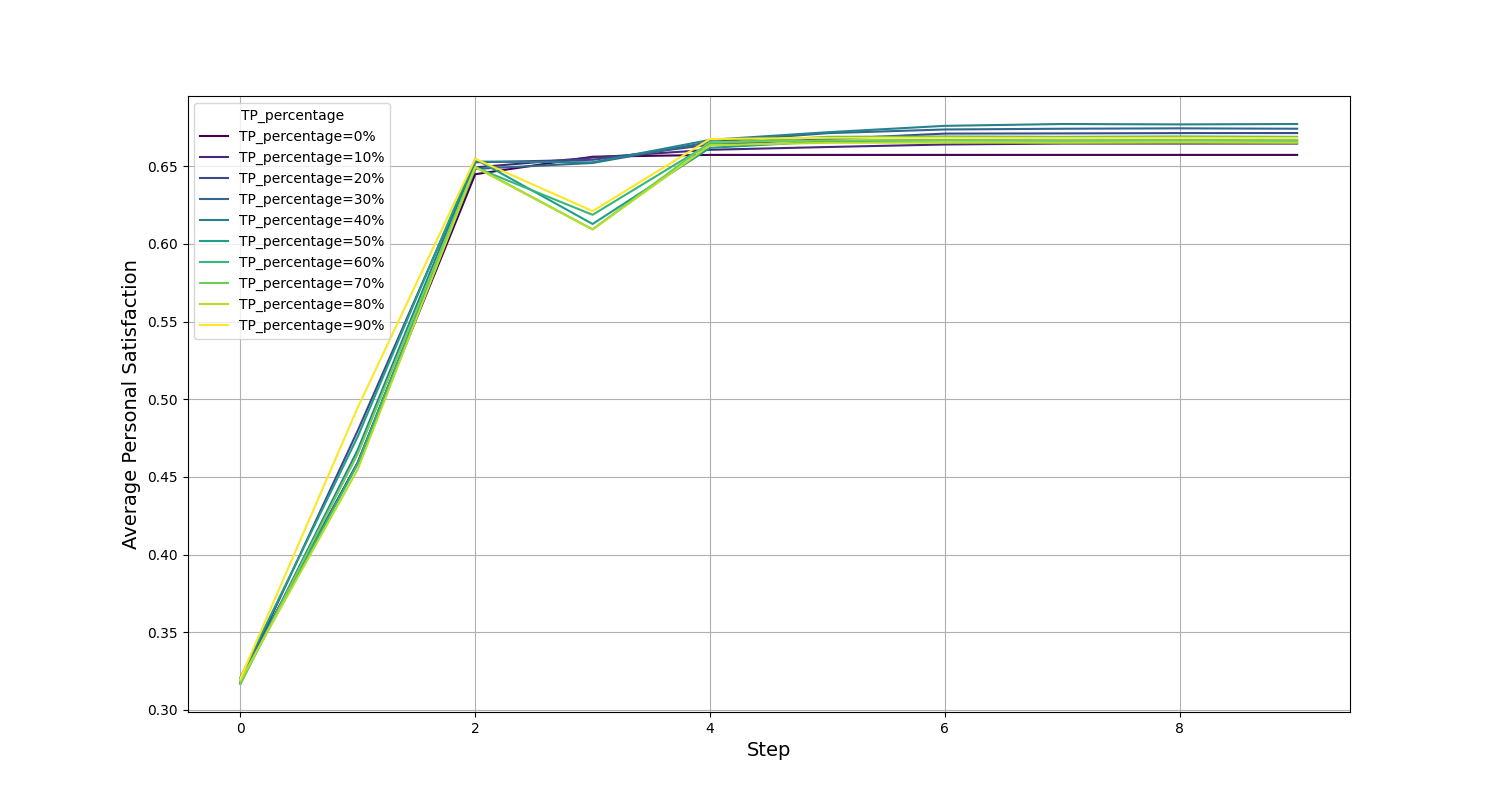 TP_percentage
TP_percentage=0%
TP_percentage=10%
TP_percentage=20%
TP_percentage=30%
TP_percentage=40%
TP_percentage=50%
TP_percentage=60%
TP_percentage=70%
TP_percentage=80%
TP_percentage=90%
Average Personal Satisfaction
0.65
0.60
0.55
0.50
0.45
0.40
0.35
0.30
0 2 4 6 8
Step